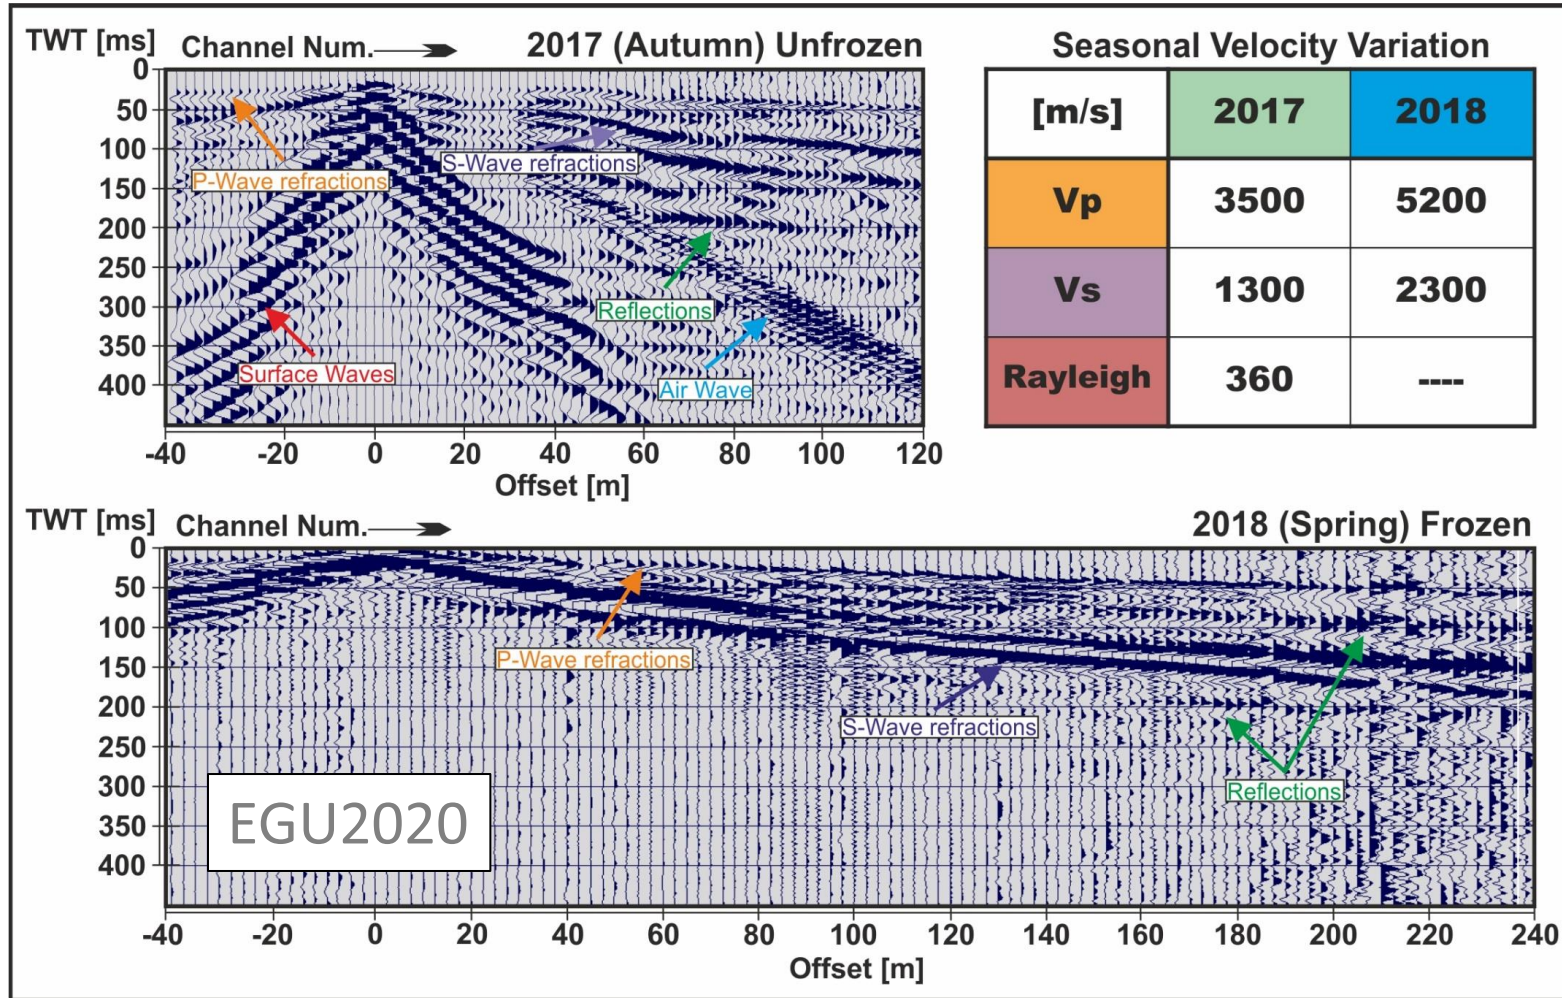 TWT [ms] Channel Num. 2017 (Autumn) Unfrozen
0
50
100
150
200
250
300
350
400
P-Wave refractions
S-Wave refractions
Reflections
Surface Waves
Air Wave
-40 -20 0 20 40 60 80 100 120
Offset [m]
Seasonal Velocity Variation
[m/s] 2017 2018
Vp 3500 5200
Vs 1300 2300
Rayleigh 360 ----
TWT [ms] Channel Num. 2018 (Spring) Frozen
0
50
100
150
200
250
300
350
400
P-Wave refractions
S-Wave refractions
Reflections
EGU2020
-40 -20 0 20 40 60 80 100 120 140 160 180 200 220 240
Offset [m]